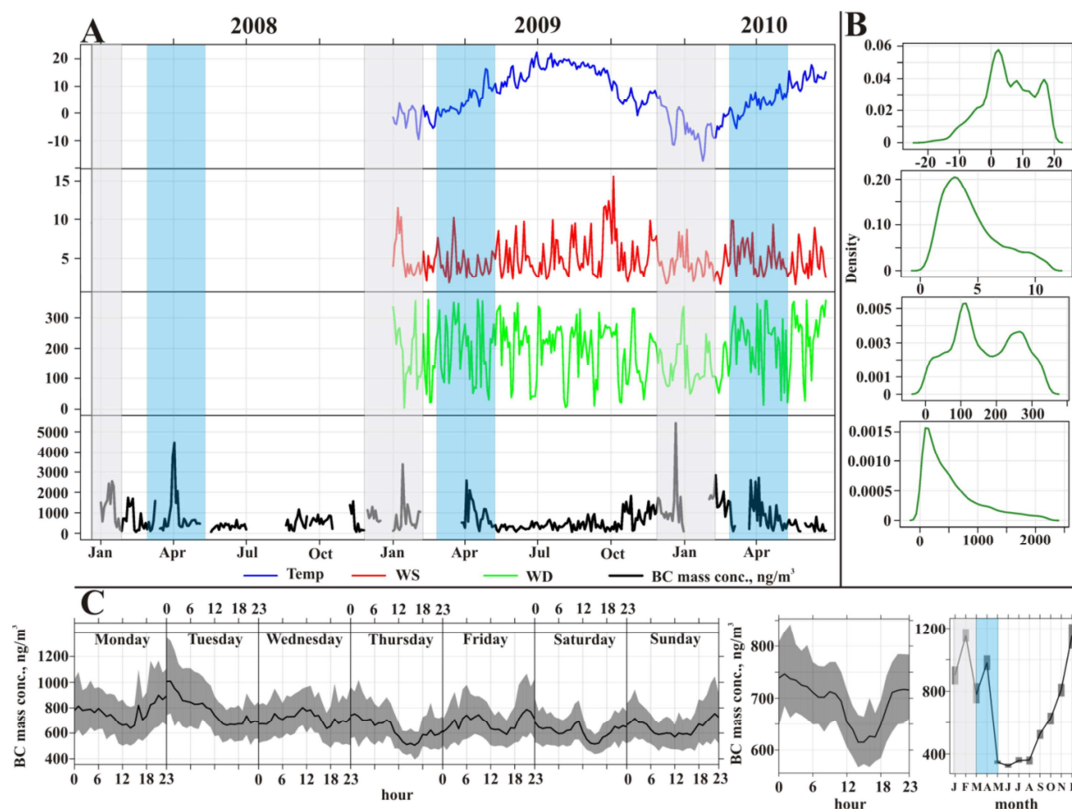 A 2008 2009 2010 B
20
10
0
-10
15
10
5
300
200
100
0
5000
4000
3000
2000
1000
0
Jan Apr Jul Oct Jan Apr Jul Oct Jan Apr
Temp WS WD BC mass conc., ng/m³
0.06
0.04
0.02
0
-20 -10 0 10 20
0.20
0.10
0.00
0 5 10
Density
0.005
0.003
0.001
0 100 200 300
0.0015
0.0010
0.0005
0.0000
0 1000 2000
C
0 6 12 18 23 0 6 12 18 23 0 6 12 18 23
Monday Tuesday Wednesday Thursday Friday Saturday Sunday
BC mass conc., ng/m³
1200
1000
800
600
400
0 6 12 18 23 0 6 12 18 23 0 6 12 18 23 0 6 12 18 23
hour
BC mass conc., ng/m³
800
700
600
0 6 12 18 23
hour
1200
800
400
J F M A M J J A S O N
month